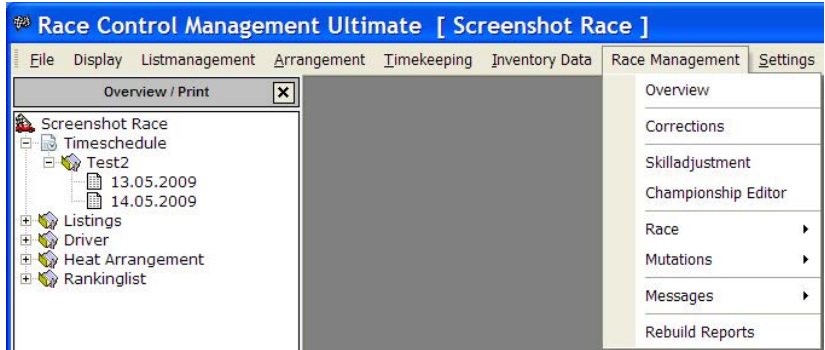 Race Control Management Ultimate [ Screenshot Race ]
File Display Listmanagement Arrangement Timekeeping Inventory Data Race Management Settings
Overview / Print
Screenshot Race
Timeschedule
Test2
13.05.2009
14.05.2009
Listings
Driver
Heat Arrangement
Rankinglist
Overview
Corrections
Skilladjustment
Championship Editor
Race
Mutations
Messages
Rebuild Reports